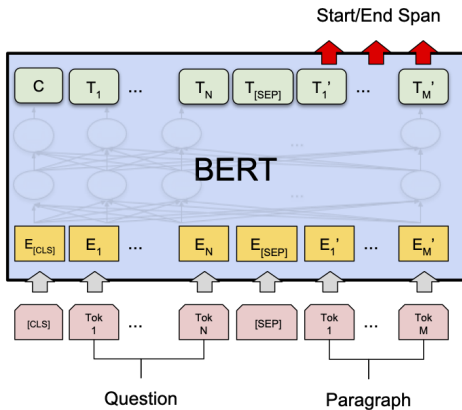 Start/End Span
C T1 ... TN T[SEP] T1' ... TM'
...
BERT
...
E[CLS] E1 ... EN E[SEP] E1' ... EM'
[CLS] Tok 1 ... Tok N [SEP] Tok 1 ... Tok M
Question Paragraph